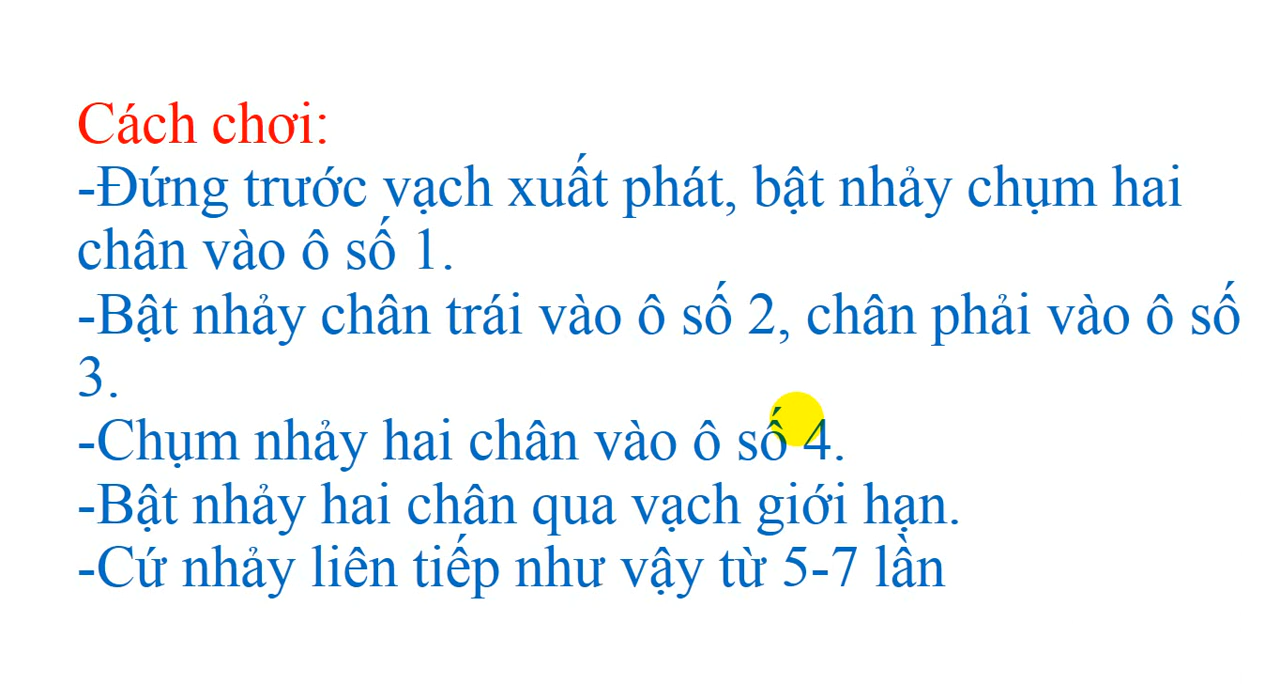 Cách chơi:
-Đứng trước vạch xuất phát, bật nhảy chụm hai
chân vào ô số 1.
-Bật nhảy chân trái vào ô số 2, chân phải vào ô số
3.
-Chụm nhảy hai chân vào ô số 4.
-Bật nhảy hai chân qua vạch giới hạn.
-Cứ nhảy liên tiếp như vậy từ 5-7 lần